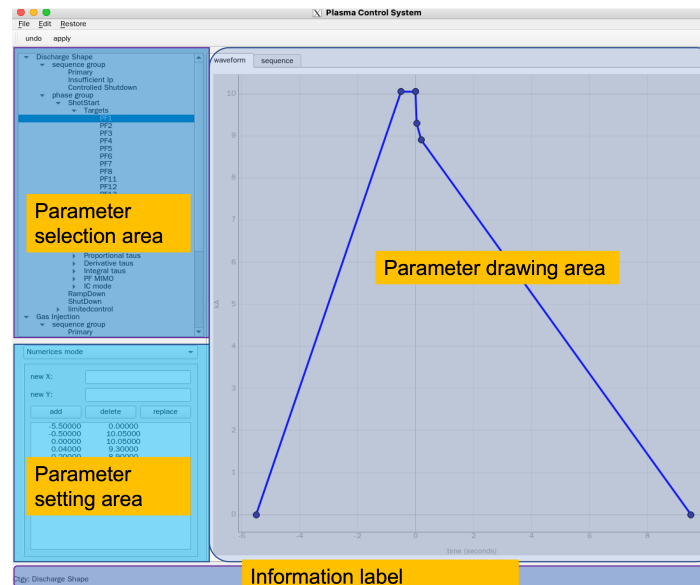 Plasma Control System
File Edit Restore
undo apply
Discharge Shape
sequence group
Primary
Insufficient Ip
Controlled Shutdown
phase group
ShotStart
Targets
PF1
PF2
PF3
PF4
PF5
PF6
PF7
PF8
PF11
PF12
Parameter
selection area
Proportional taus
Derivative taus
Integral taus
PF MIMO
IC mode
RampDown
ShutDown
limitedcontrol
Gas Injection
sequence group
Primary
Numerices mode
new X:
new Y:
add delete replace
-5.50000 0.00000
-0.50000 10.05000
0.00000 10.05000
0.04000 9.30000
Parameter
setting area
waveform sequence
10
9
8
7
6
5
4
3
2
1
0
kA
Parameter drawing area
-6 -4 -2 0 2 4 6 8
time (seconds)
Ctgy: Discharge Shape
Information label